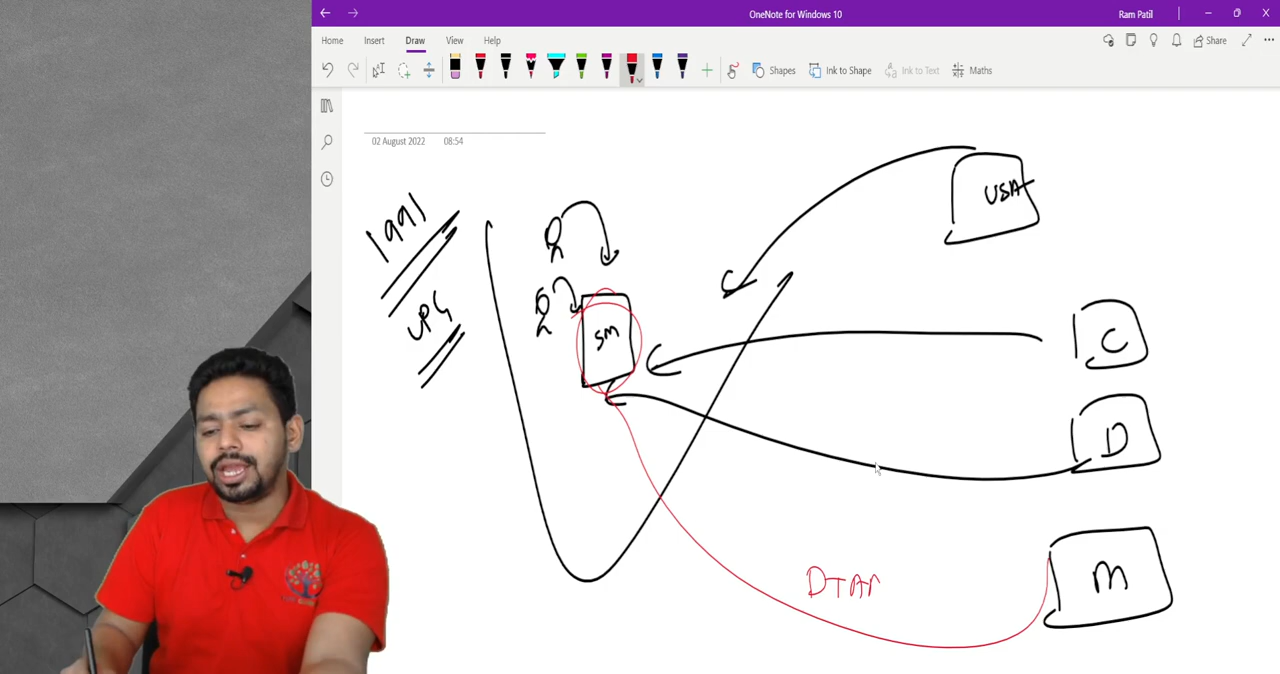 OneNote for Windows 10
Ram Patil
Home Insert Draw View Help
Share
Shapes
Ink to Shape
Ink to Text
Maths
02 August 2022 08:54
1991
SM
USA
C
D
M
DTAA